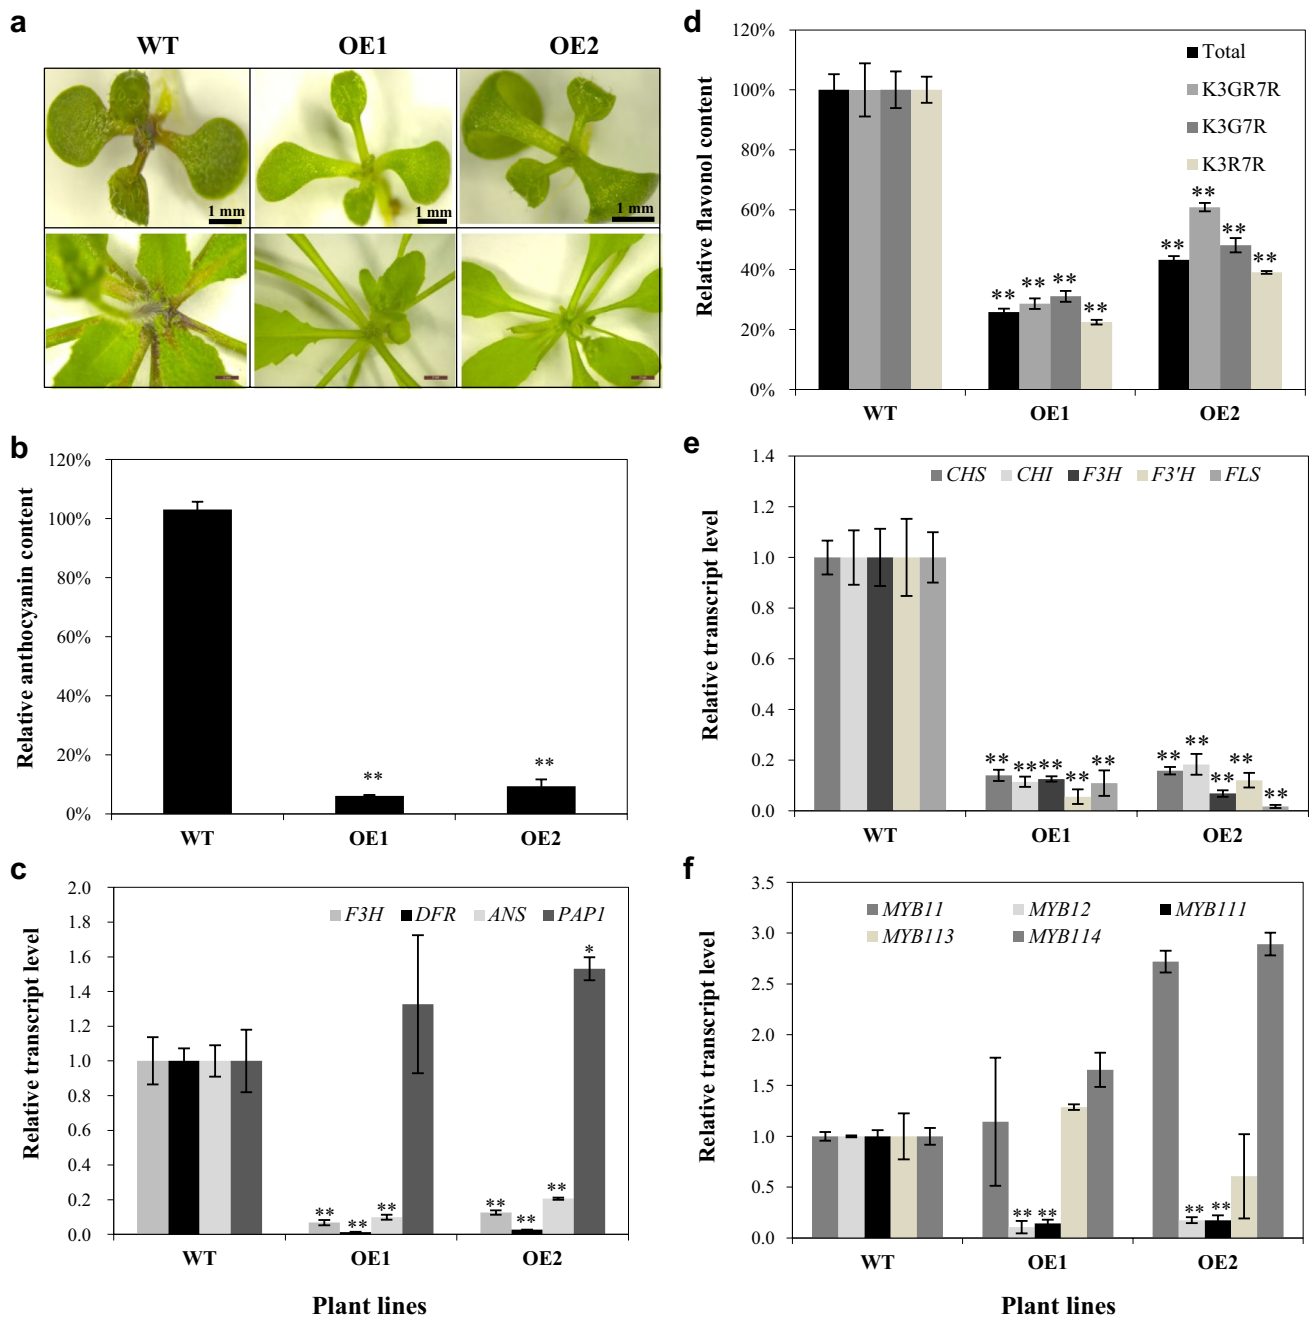 a
WT OE1 OE2
1 mm 1 mm 1 mm
b
120%
100%
80%
60%
40%
20%
0%
Relative anthocyanin content
** **
WT OE1 OE2
c
2.0
1.8
1.6
1.4
1.2
1.0
0.8
0.6
0.4
0.2
0.0
Relative transcript level
F3H DFR ANS PAP1
** ** **
** ** ** *
WT OE1 OE2
Plant lines
d
120%
100%
80%
60%
40%
20%
0%
Relative flavonol content
Total
K3GR7R
K3G7R
K3R7R
** ** ** **
** ** ** **
WT OE1 OE2
e
1.4
1.2
1.0
0.8
0.6
0.4
0.2
0.0
Relative transcript level
CHS CHI F3H F3'H FLS
** ** ** ** **
** ** ** ** **
WT OE1 OE2
f
3.5
3.0
2.5
2.0
1.5
1.0
0.5
0.0
Relative transcript level
MYB11 MYB12 MYB111
MYB113 MYB114
** **
** **
WT OE1 OE2
Plant lines